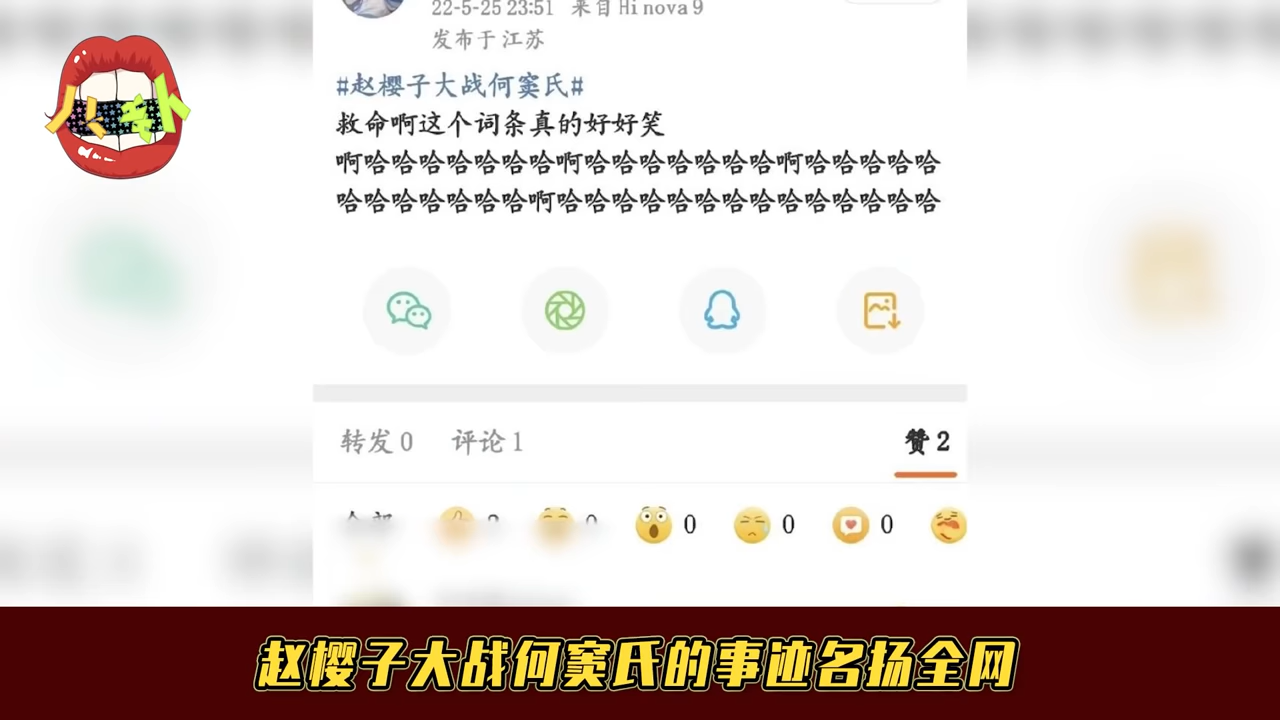 22-5-25 23:51 来自Hi nova 9
发布于 江苏
#赵樱子大战何窦氏#
救命啊这个词条真的好好笑
啊哈哈哈哈哈哈哈啊哈哈哈哈哈哈哈啊哈哈哈哈哈
哈哈哈哈哈哈哈啊哈哈哈哈哈哈哈哈哈哈哈哈哈哈
转发 0 评论 1 赞 2
0 0 0
赵樱子大战何窦氏的事迹名扬全网